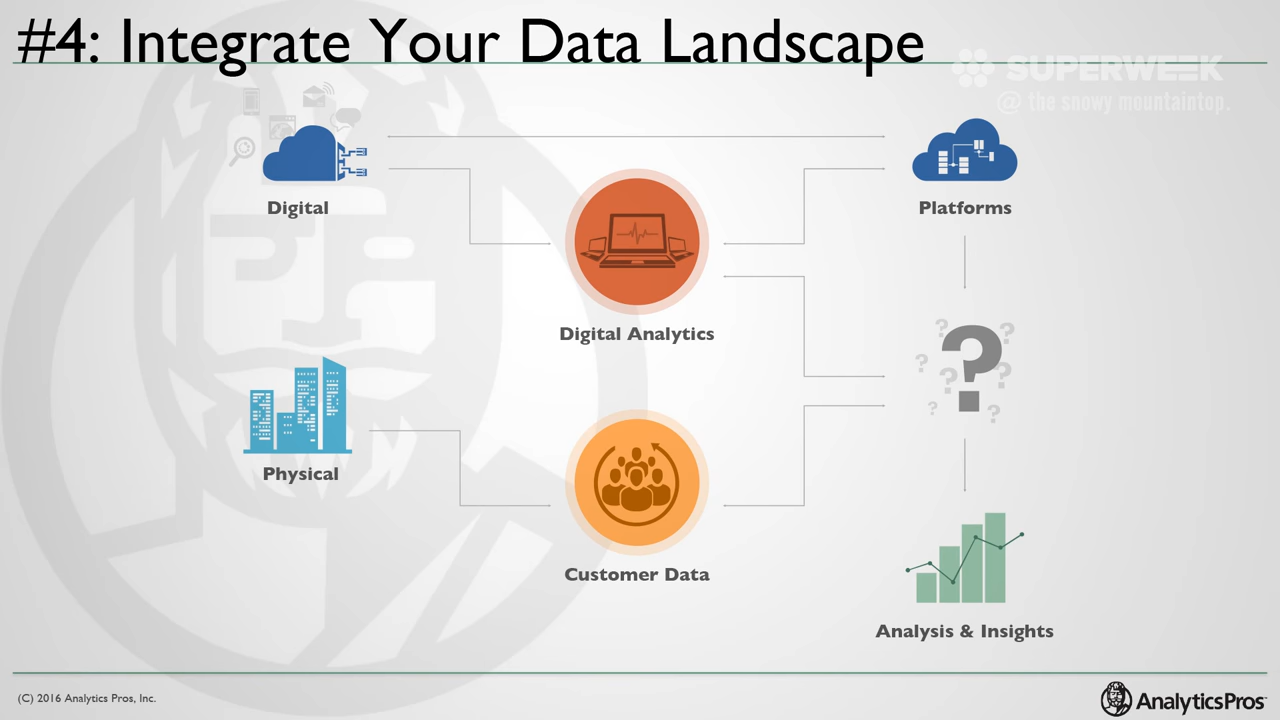 #4: Integrate Your Data Landscape
SUPERWEEK
@ the snowy mountaintop.
Digital
Platforms
Digital Analytics
?
? ? ? ? ? ? ?
Physical
Customer Data
Analysis & Insights
(C) 2016 Analytics Pros, Inc.
AnalyticsPros